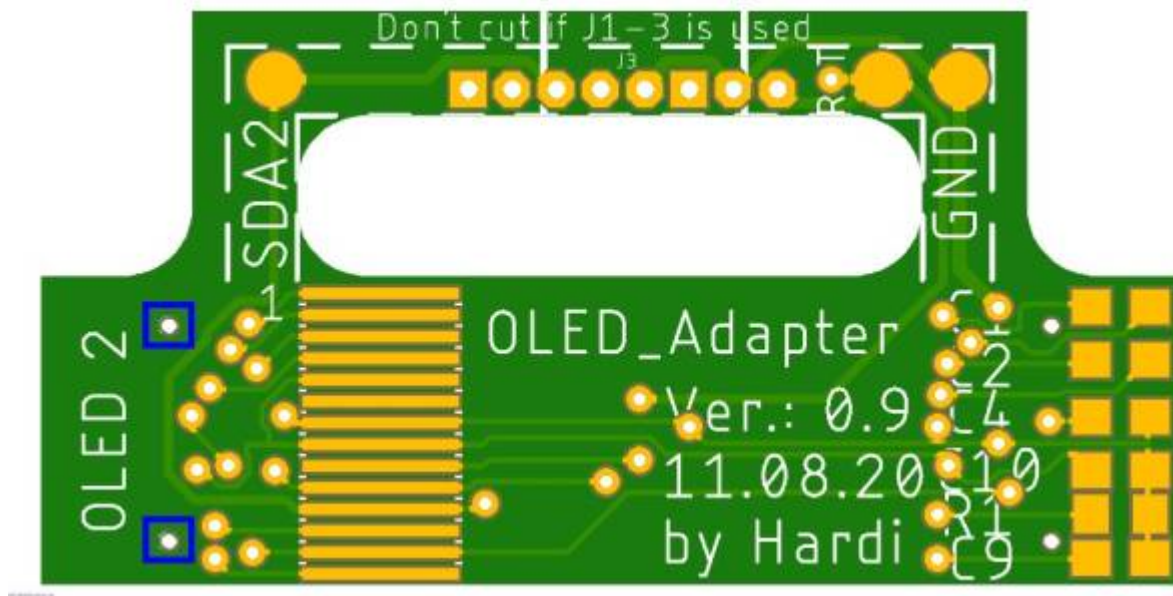 Don't cut if J1-3 is used
J3
RT
SDA2
GND
1
OLED 2
OLED_Adapter
Ver.: 0.9
11.08.20
by Hardi
C2
C4
C10
R1
C9